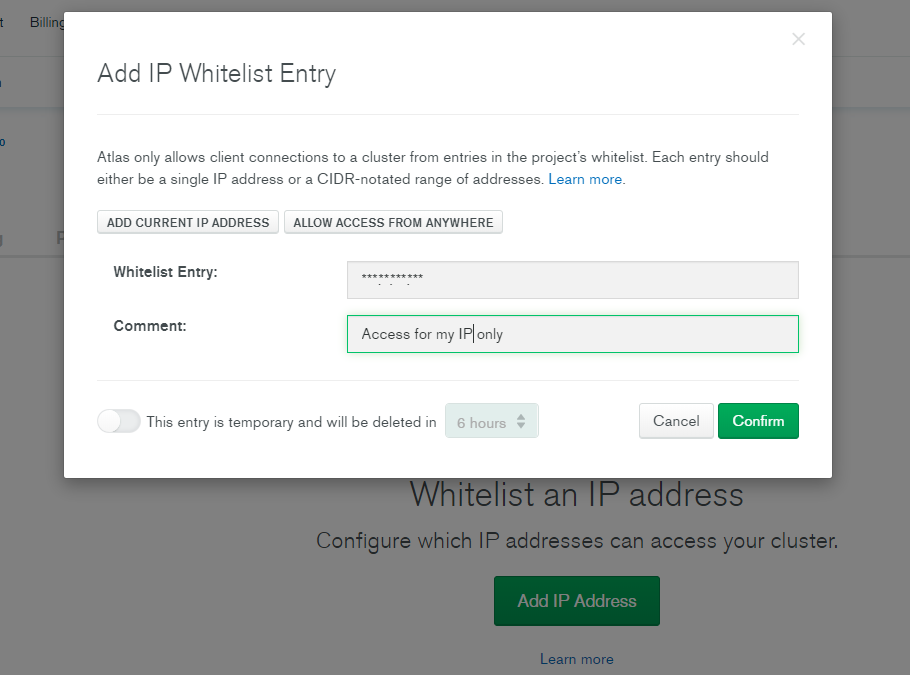 Billing
Add IP Whitelist Entry
Atlas only allows client connections to a cluster from entries in the project's whitelist. Each entry should
either be a single IP address or a CIDR-notated range of addresses. Learn more.
ADD CURRENT IP ADDRESS ALLOW ACCESS FROM ANYWHERE
Whitelist Entry: ***.***.***.***
Comment: Access for my IP only
This entry is temporary and will be deleted in 6 hours Cancel Confirm
Whitelist an IP address
Configure which IP addresses can access your cluster.
Add IP Address
Learn more